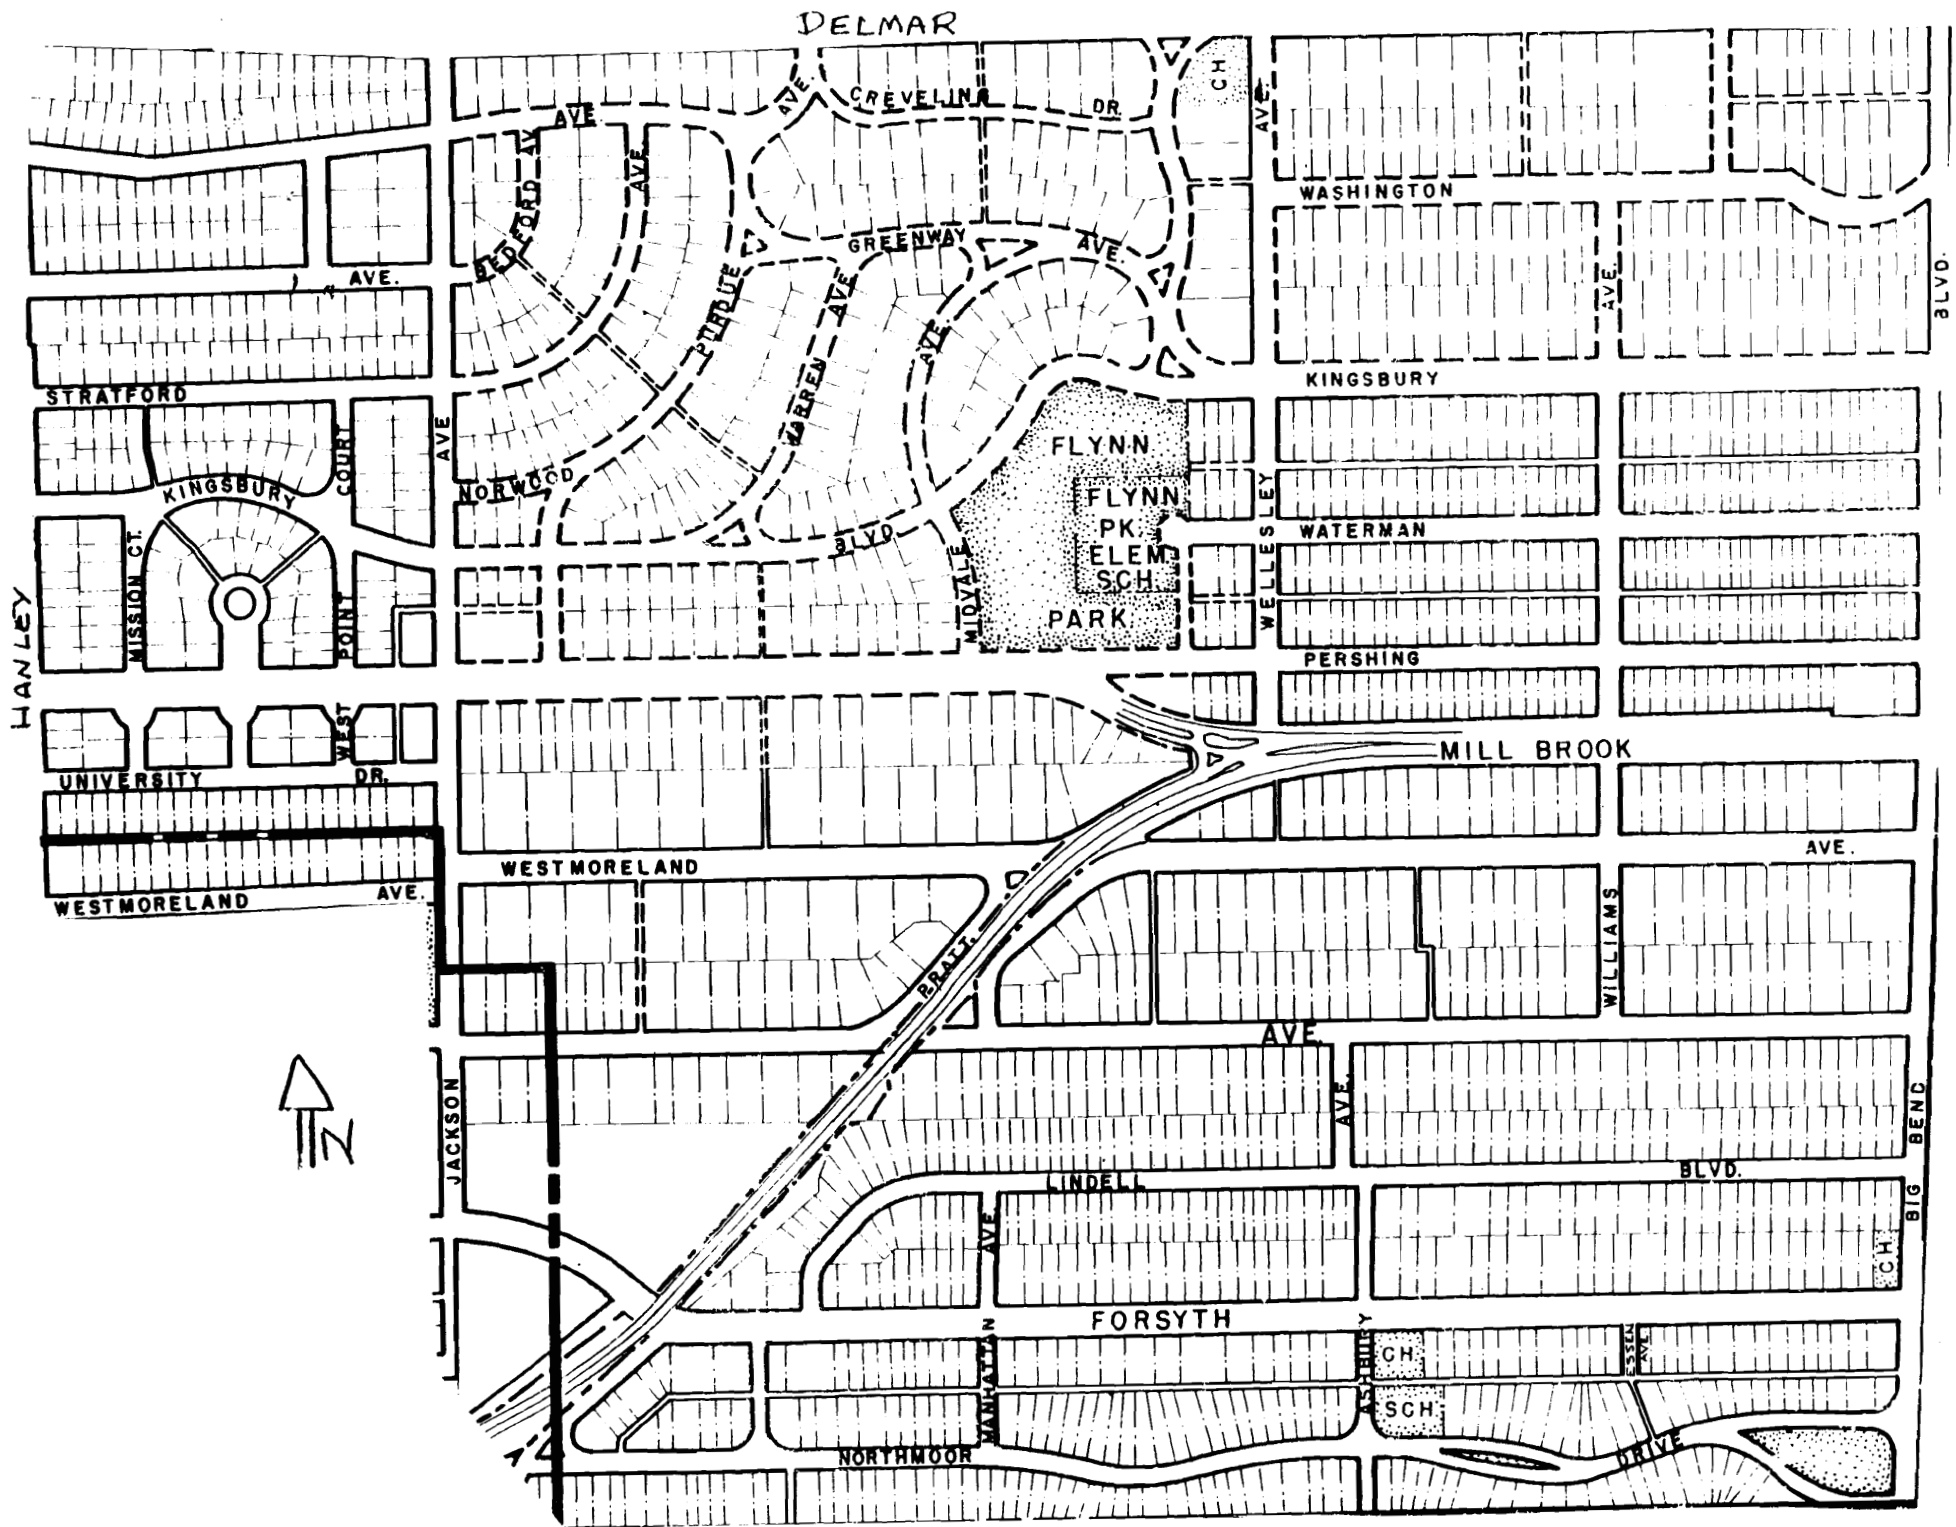 DELMAR
CH
AVE.
CREVELING
DR.
AVE.
AVE.
AVE.
BEDFORD AV
WASHINGTON
GREENWAY
AVE.
AVE.
PURDUE
AVE.
AVE.
AVE.
BLVD.
STRATFORD
KINGSBURY
WARREN
AVE
COURT
FLYNN
KINGSBURY
NORWOOD
FLYNN
PK.
ELEM
SCH
PARK
WELLESLEY
WATERMAN
BLVD.
MISSION CT.
MIDVALE
HANLEY
WEST POINT
PERSHING
UNIVERSITY
DR.
MILL BROOK
WESTMORELAND
AVE.
WESTMORELAND
AVE.
WILLIAMS
PRATT
AVE.
JACKSON
AVE.
BIG BEND
N
LINDELL
BLVD.
BIG
AVE
CH
FORSYTH
MANHATTAN
ASHBURY
CH
ESSEX
AVE
SCH
NORTHMOOR
DRIVE